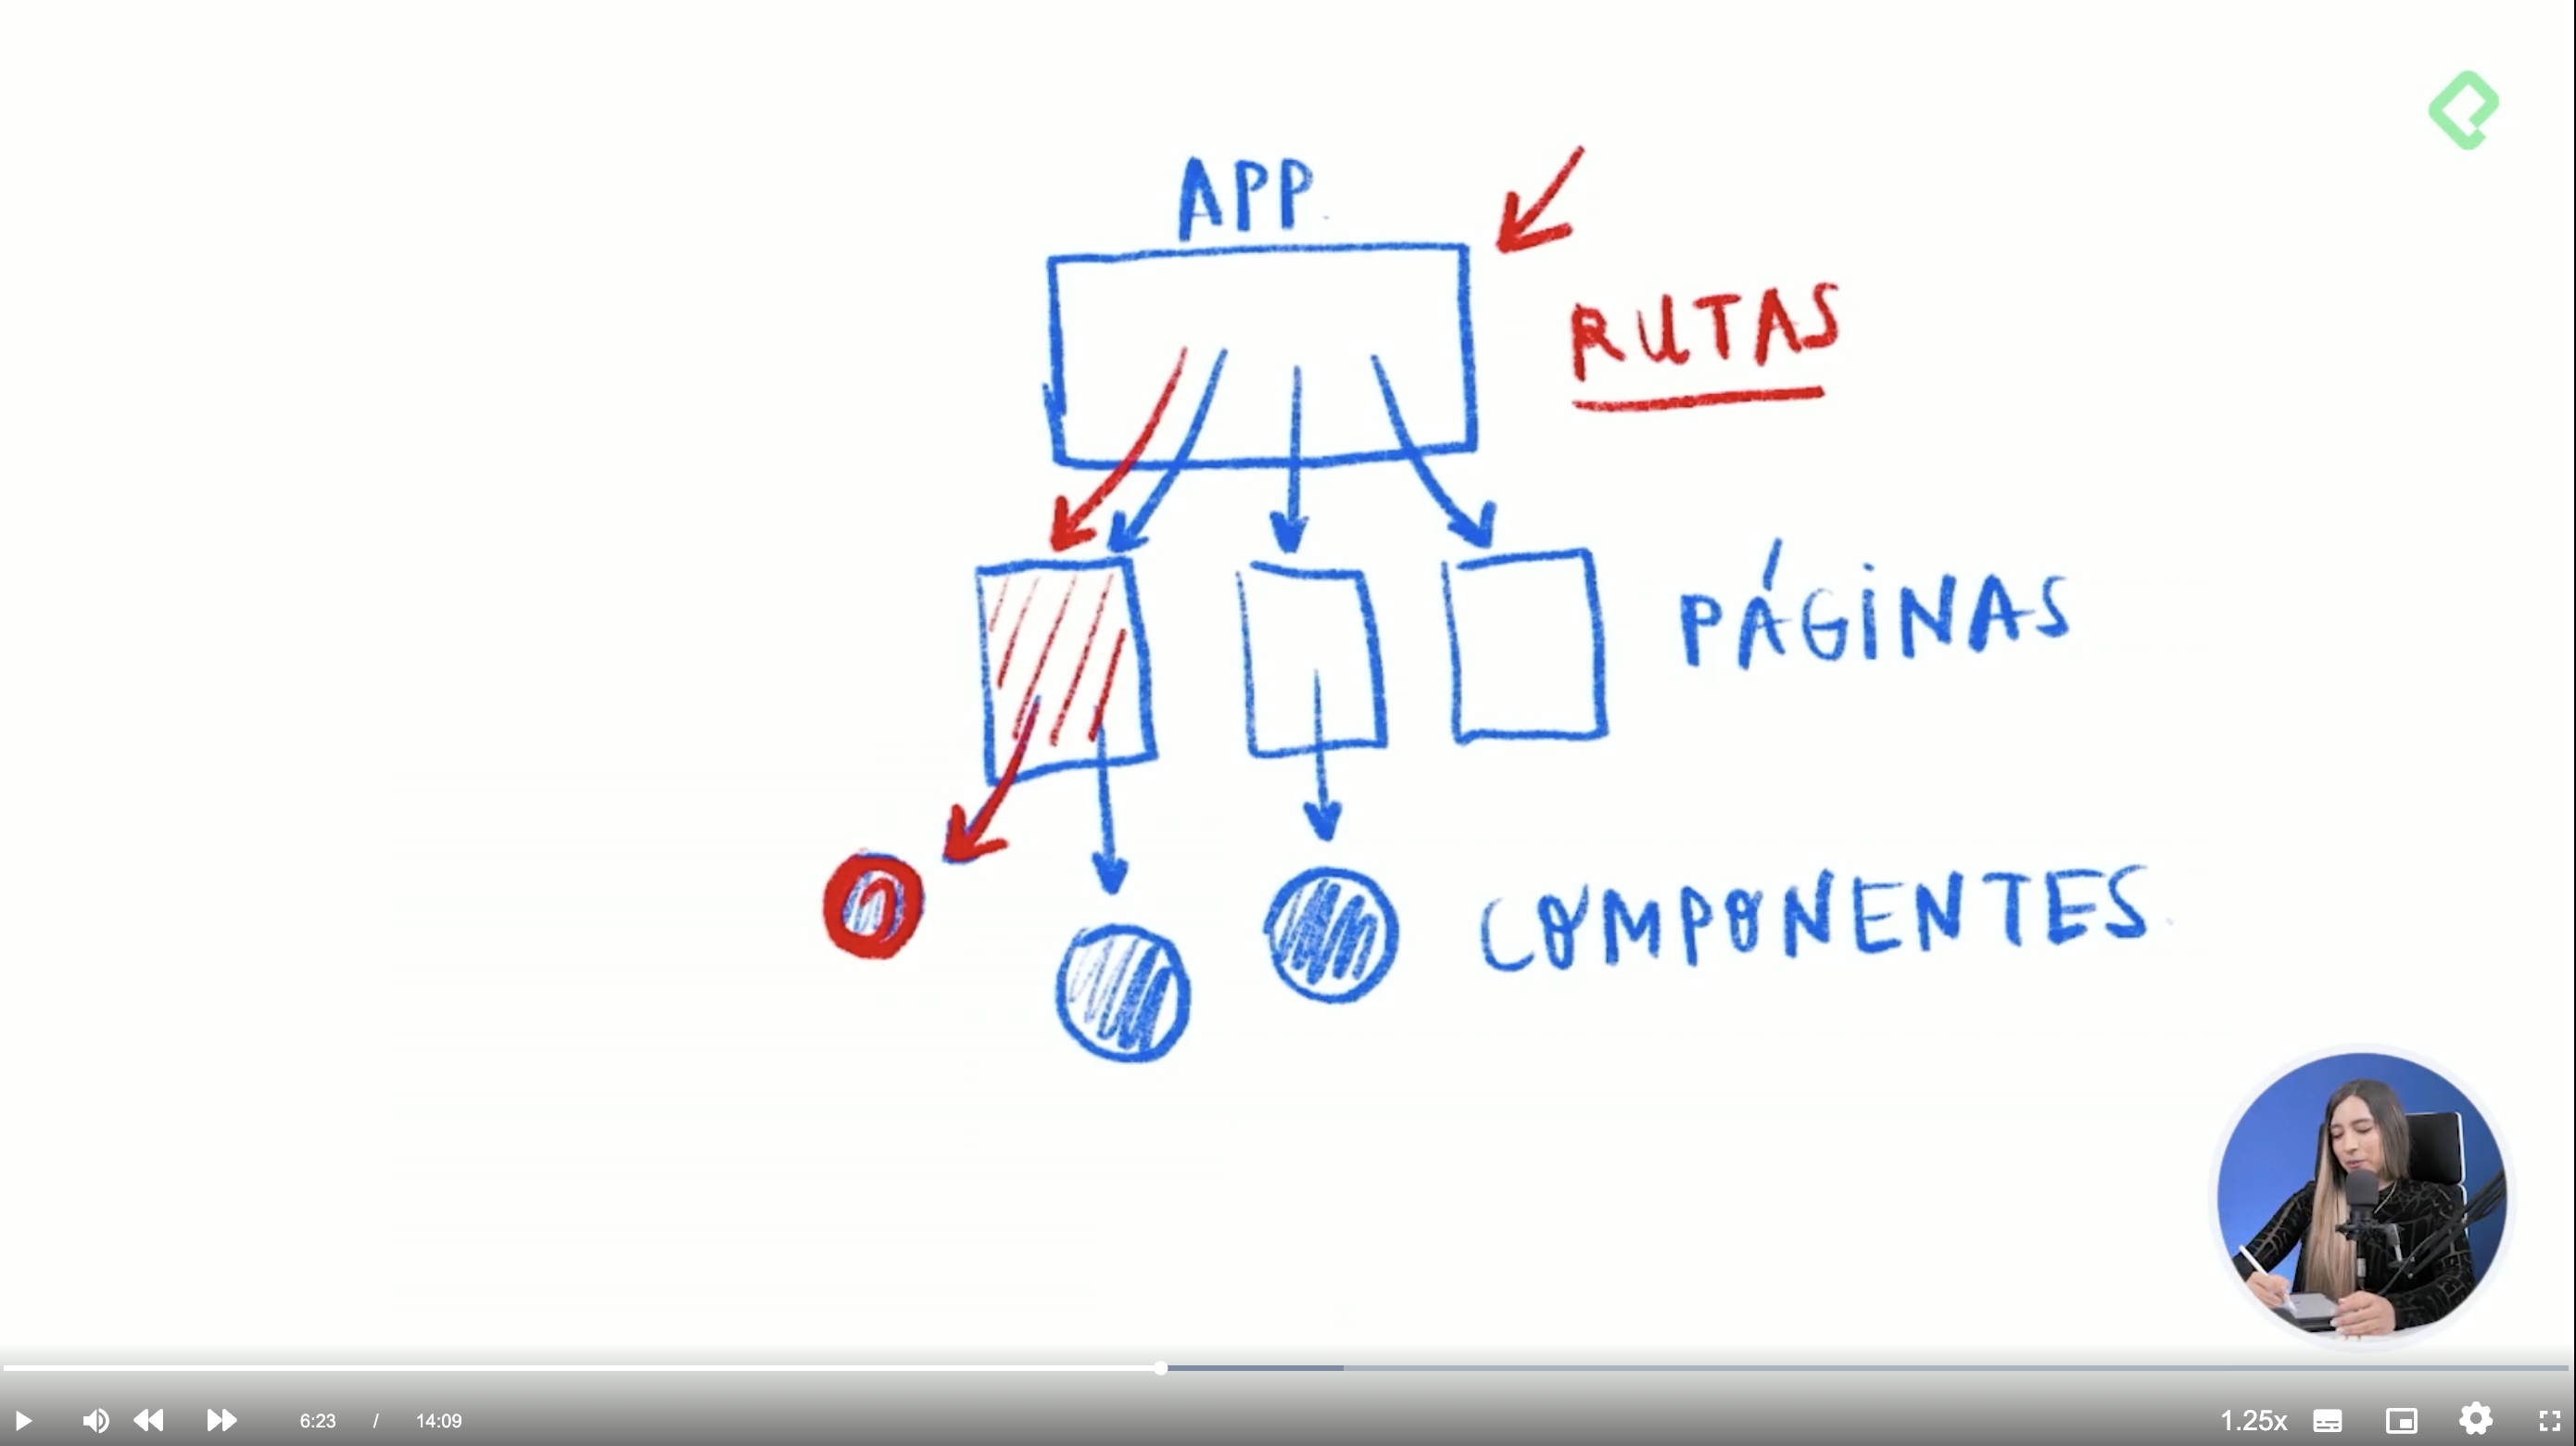 APP.
RUTAS
PÁGINAS
COMPONENTES
6:23 / 14:09
1.25x